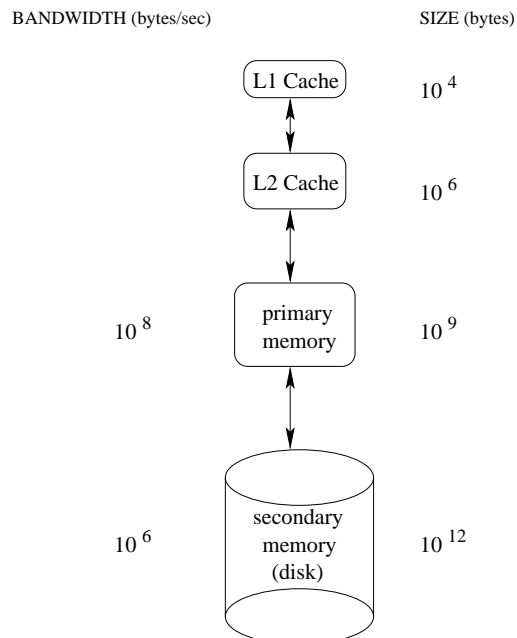 BANDWIDTH (bytes/sec) SIZE (bytes)
L1 Cache 10^4
L2 Cache 10^6
primary
10^8 memory 10^9
secondary
10^6 memory 10^12
(disk)